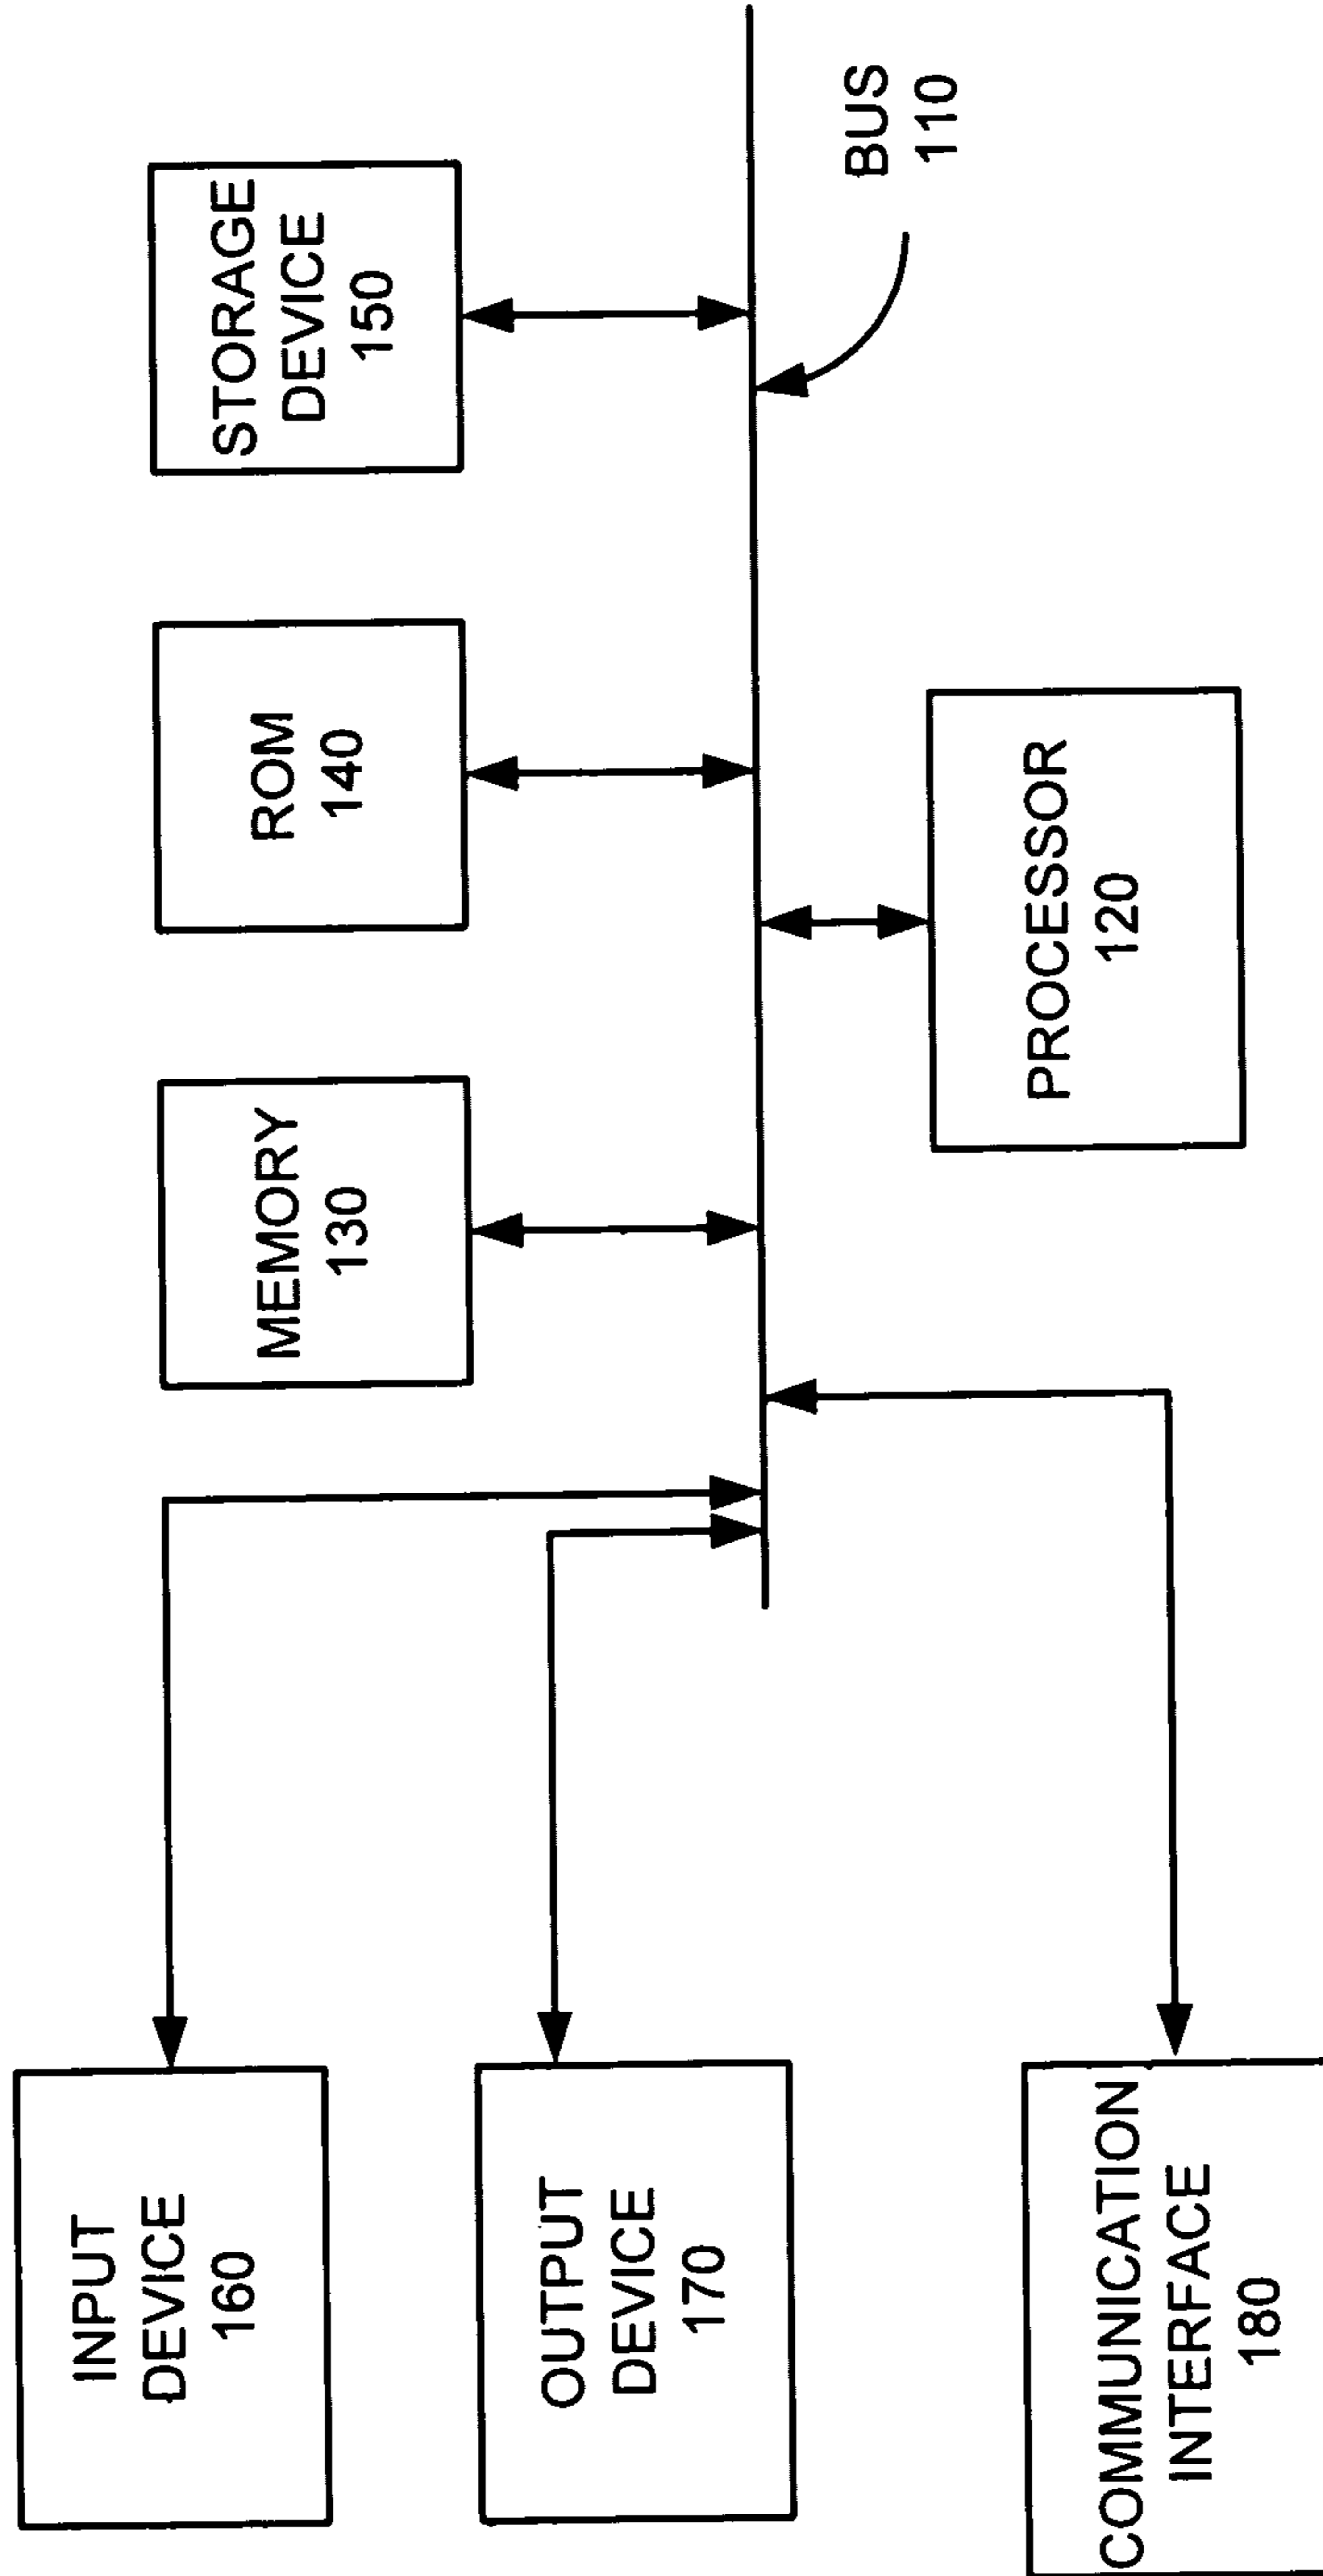 STORAGE
DEVICE
150
ROM
140
MEMORY
130
INPUT
DEVICE
160
OUTPUT
DEVICE
170
COMMUNICATION
INTERFACE
180
PROCESSOR
120
BUS
110